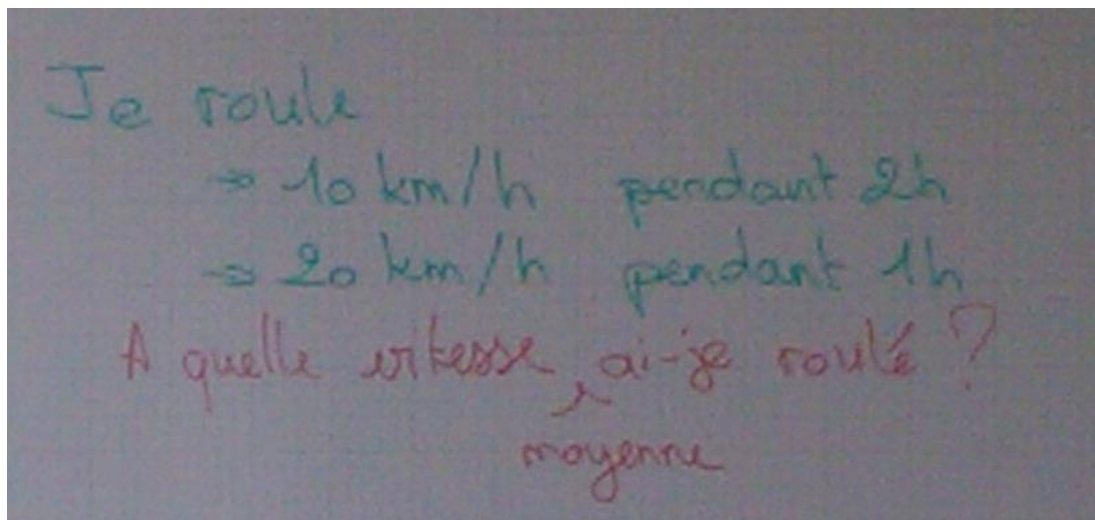 Je roule
→ 10 km/h pendant 2h
→ 20 km/h pendant 1h
A quelle vitesse moyenne ai-je roulé ?